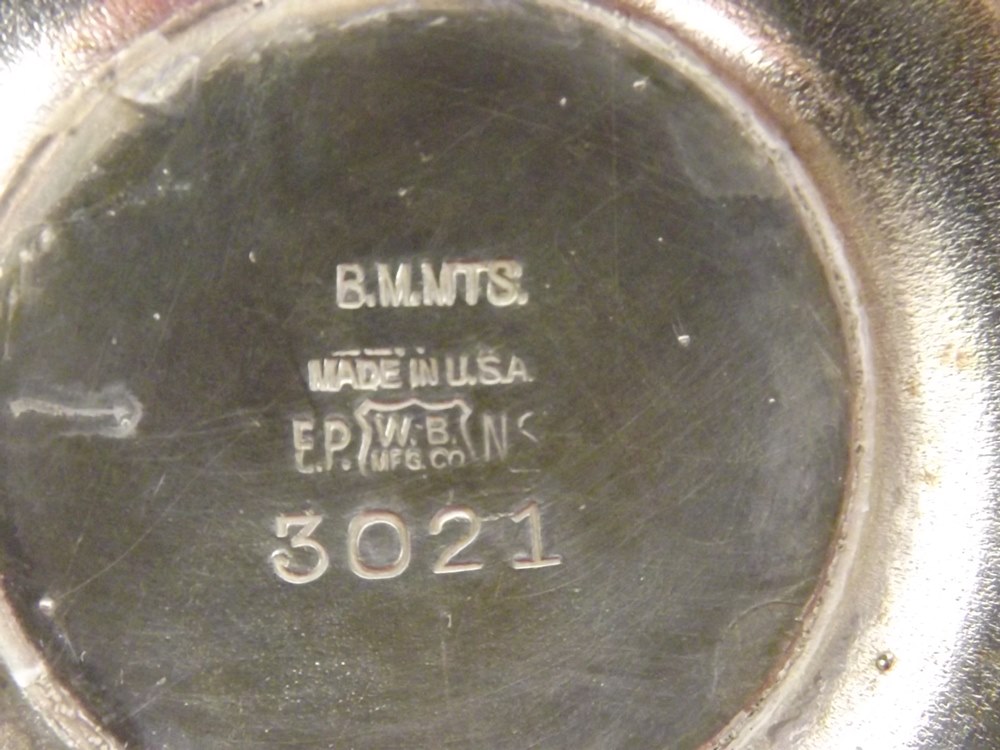 B.M.MTS.
MADE IN U.S.A.
E.P. W.B. NS
MFG. CO
3021